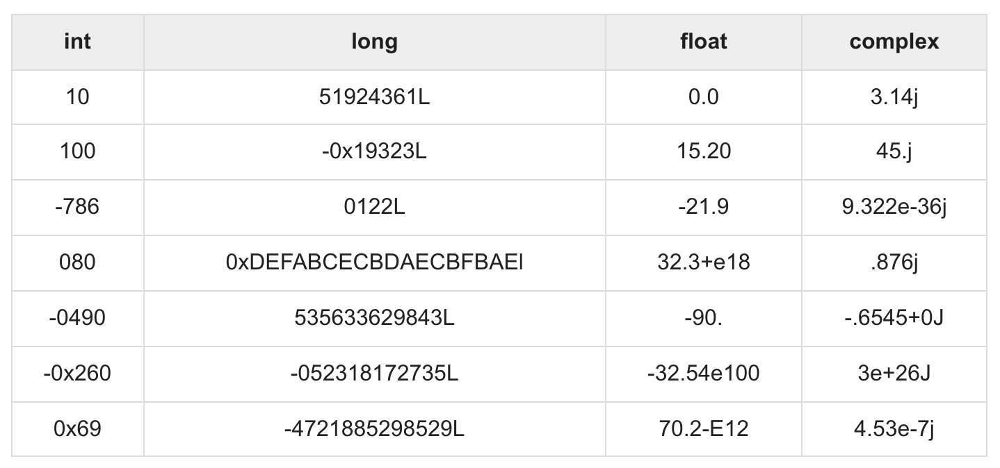 int long float complex
10 51924361L 0.0 3.14j
100 -0x19323L 15.20 45.j
-786 0122L -21.9 9.322e-36j
080 0xDEFABCECBDAECBFBAEl 32.3+e18 .876j
-0490 535633629843L -90. -.6545+0J
-0x260 -052318172735L -32.54e100 3e+26J
0x69 -4721885298529L 70.2-E12 4.53e-7j